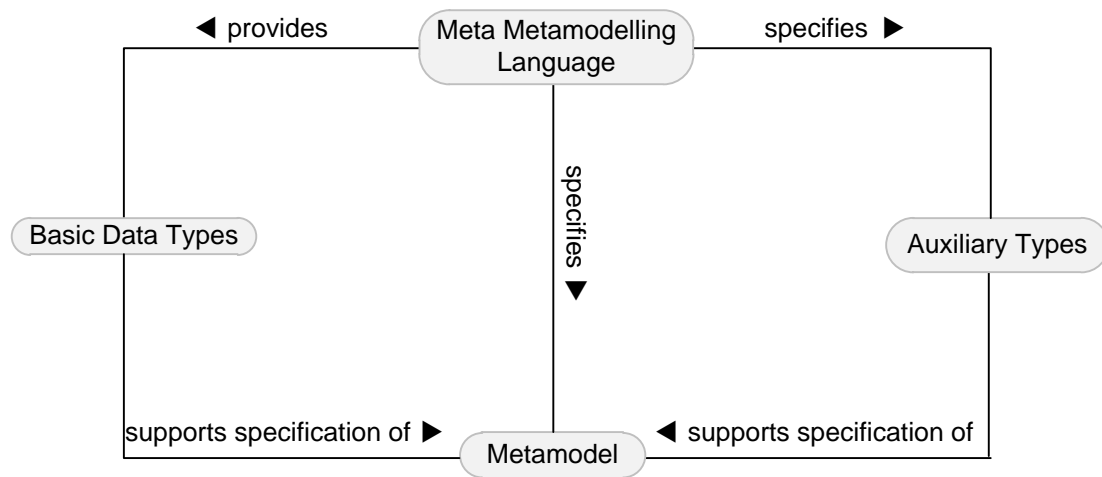 ◀ provides
Meta Metamodelling
Language
specifies ▶
specifies ▶
Basic Data Types
Auxiliary Types
supports specification of ▶
◀ supports specification of
Metamodel